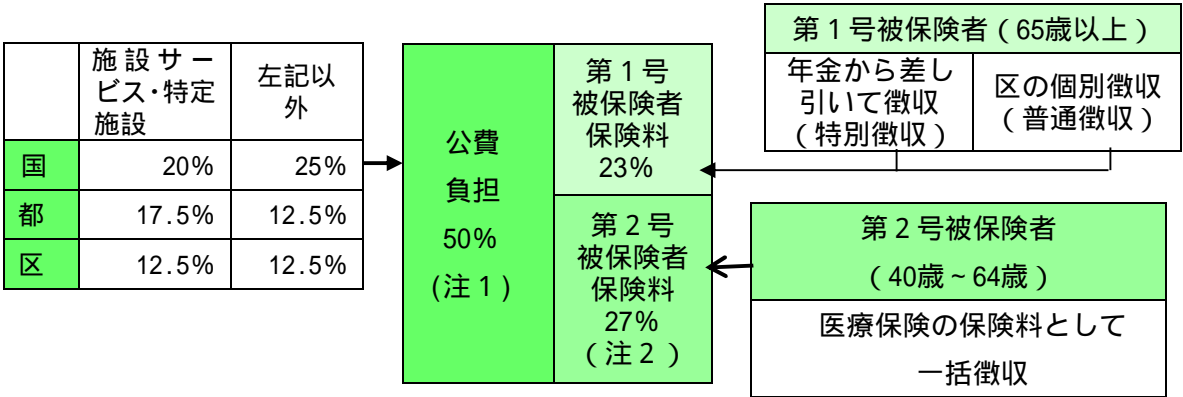 施設サー
ビス・特定
施設
左記以
外
国
20%
25%
都
17.5%
12.5%
区
12.5%
12.5%
公費
負担
50%
(注１)
第１号
被保険者
保険料
23%
第２号
被保険者
保険料
27%
(注２)
第１号被保険者(65歳以上)
年金から差し
引いて徴収
(特別徴収)
区の個別徴収
(普通徴収)
第２号被保険者
(40歳~64歳)
医療保険の保険料として
一括徴収